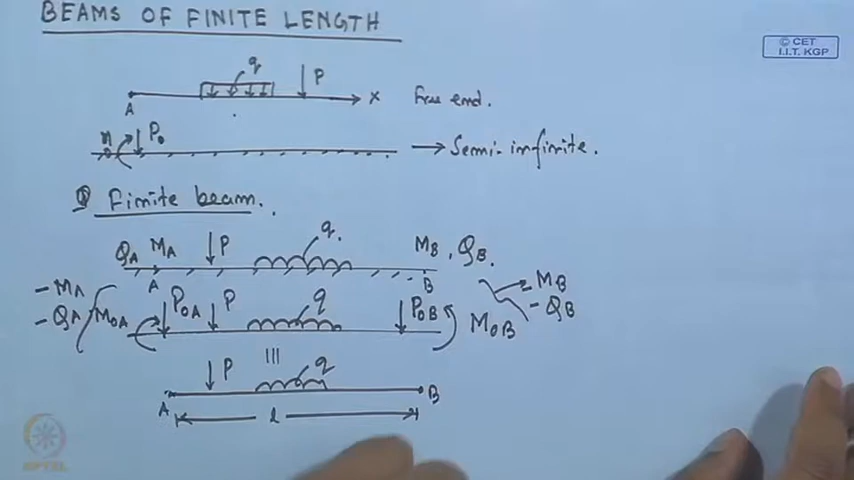 BEAMS OF FINITE LENGTH
© CET
I.I.T. KGP
q P
A x Free end.
P₀
→ Semi-infinite.
Finite beam.
Q_A M_A P q. M_B, Q_B.
A B
-M_A M_B
-Q_A -Q_B
M_0A P_0A P q P_0B M_0B
P q
A B
l
NPTEL